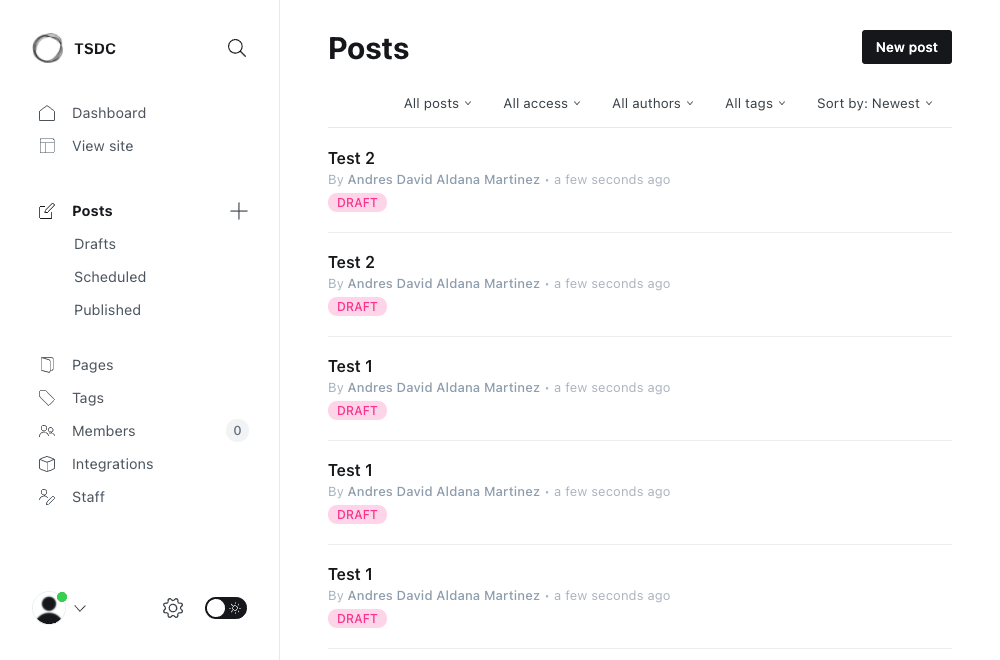 TSDC
Dashboard
View site
Posts
Drafts
Scheduled
Published
Pages
Tags
Members 0
Integrations
Staff
Posts
New post
All posts All access All authors All tags Sort by: Newest
Test 2
By Andres David Aldana Martinez • a few seconds ago
DRAFT
Test 2
By Andres David Aldana Martinez • a few seconds ago
DRAFT
Test 1
By Andres David Aldana Martinez • a few seconds ago
DRAFT
Test 1
By Andres David Aldana Martinez • a few seconds ago
DRAFT
Test 1
By Andres David Aldana Martinez • a few seconds ago
DRAFT